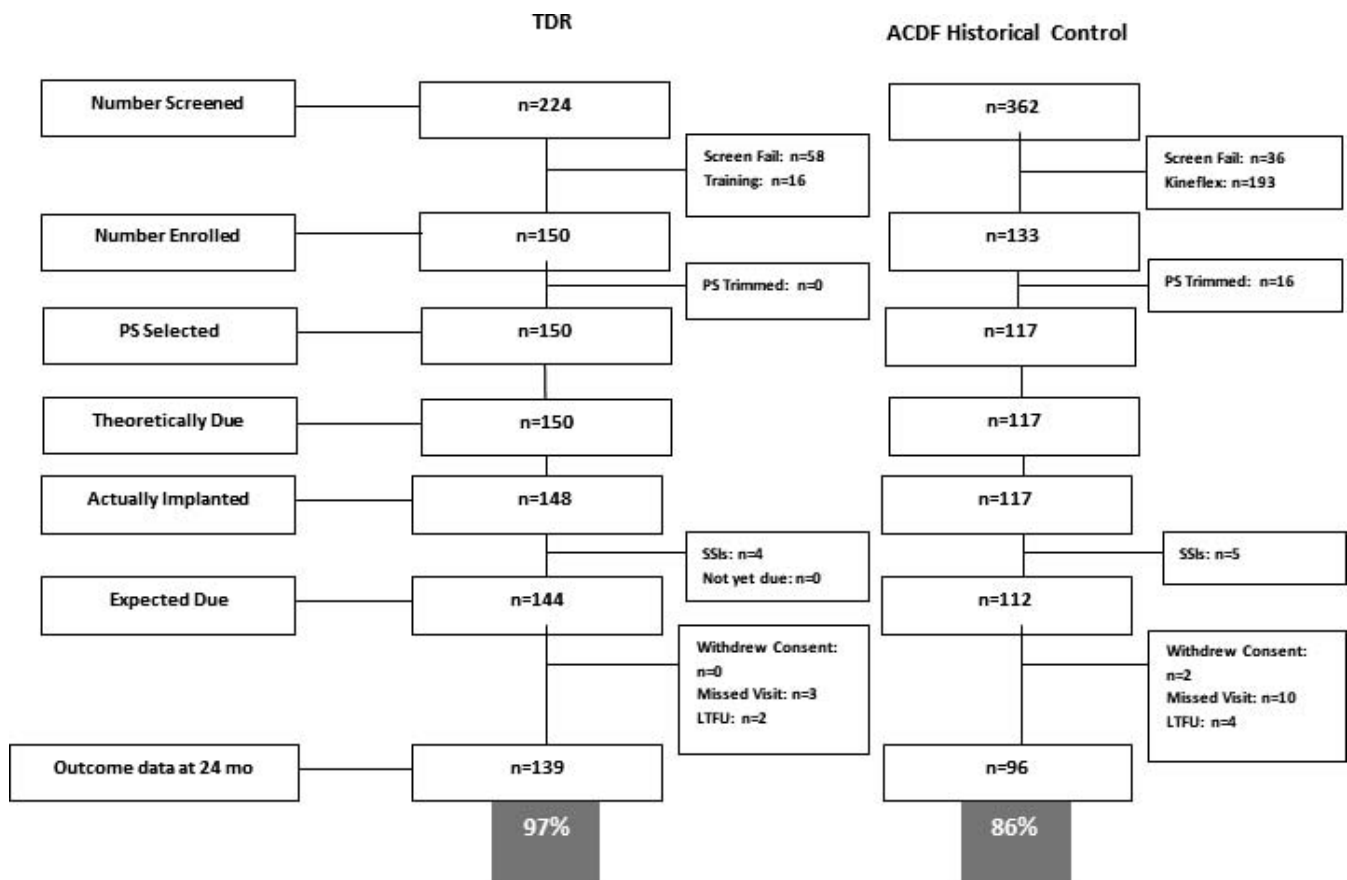 TDR
ACDF Historical Control
Number Screened
n=224
n=362
Screen Fail: n=58
Training: n=16
Screen Fail: n=36
Kineflex: n=193
Number Enrolled
n=150
n=133
PS Trimmed: n=0
PS Trimmed: n=16
PS Selected
n=150
n=117
Theoretically Due
n=150
n=117
Actually Implanted
n=148
n=117
SSIs: n=4
Not yet due: n=0
SSIs: n=5
Expected Due
n=144
n=112
Withdrew Consent:
n=0
Missed Visit: n=3
LTFU: n=2
Withdrew Consent:
n=2
Missed Visit: n=10
LTFU: n=4
Outcome data at 24 mo
n=139
n=96
97%
86%